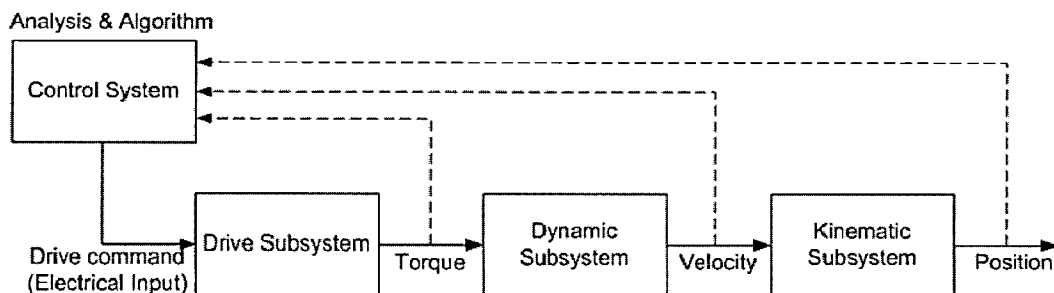 Analysis & Algorithm
Control System
Drive Subsystem
Dynamic
Subsystem
Kinematic
Subsystem
Drive command
(Electrical Input)
Torque
Velocity
Position